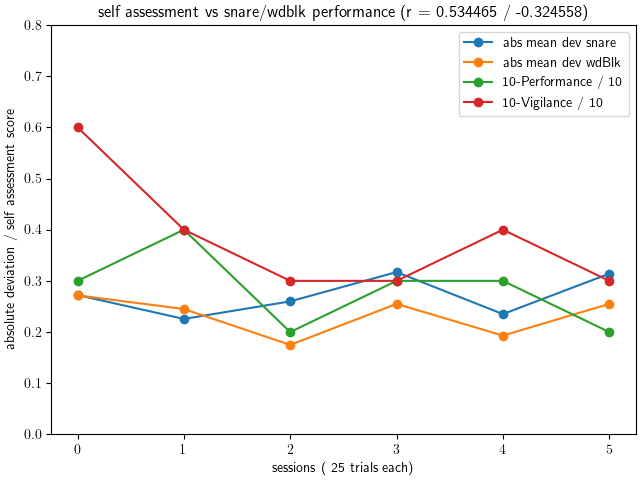 self assessment vs snare/wdblk performance (r = 0.534465 / -0.324558)
abs mean dev snare
abs mean dev wdBlk
10-Performance / 10
10-Vigilance / 10
absolute deviation / self assessment score
0.8
0.7
0.6
0.5
0.4
0.3
0.2
0.1
0.0
0 1 2 3 4 5
sessions ( 25 trials each)